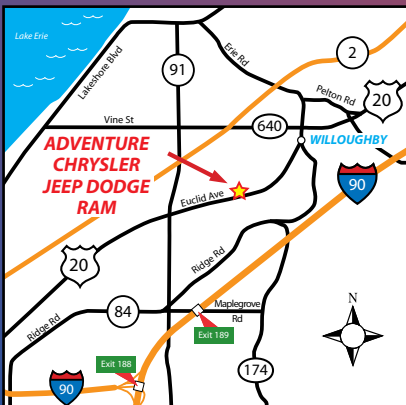 Lake Erie
Lakeshore Blvd
91
Erie Rd
2
Pelton Rd
20
Vine St
640
WILLOUGHBY
ADVENTURE
CHRYSLER
JEEP DODGE
RAM
90
Euclid Ave
20
Ridge Rd
84
Maplegrove
Rd
Ridge Rd
Exit 189
N
Exit 188
174
90